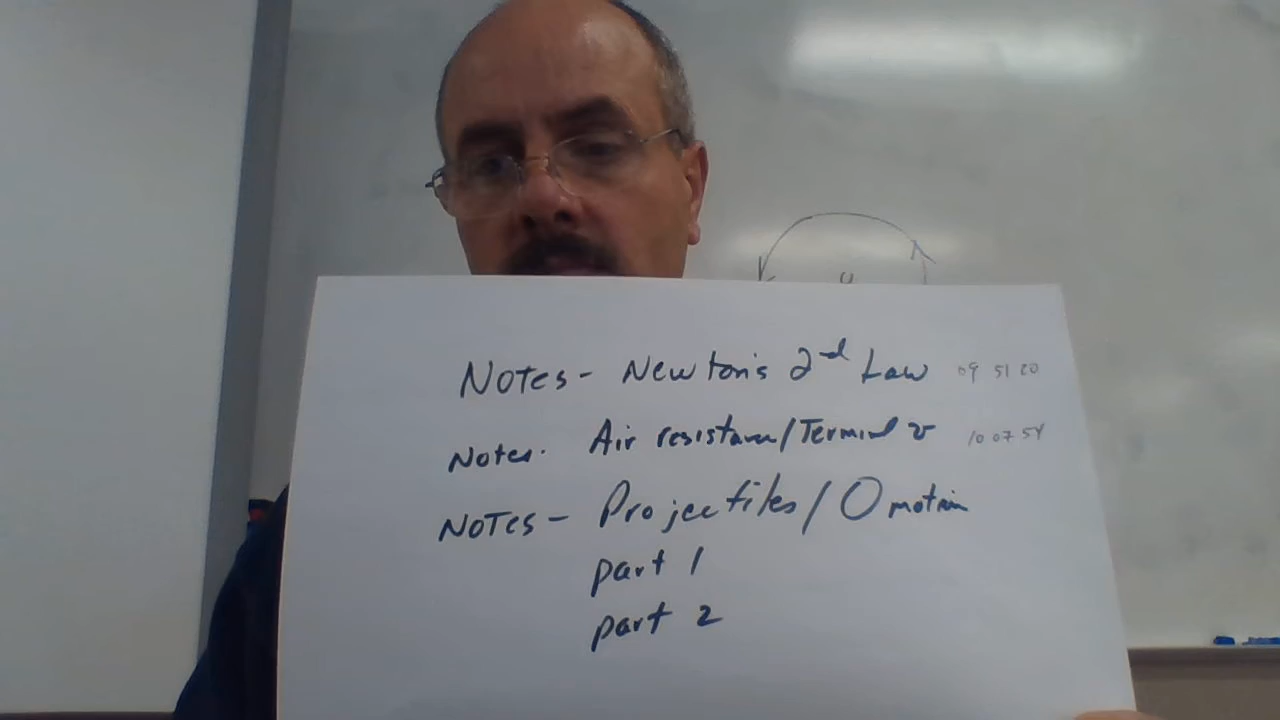 Notes - Newton's 2nd Law 09 51 20
Notes. Air resistance/Terminal v 10 07 54
Notes - Projectiles/O motion
part 1
part 2